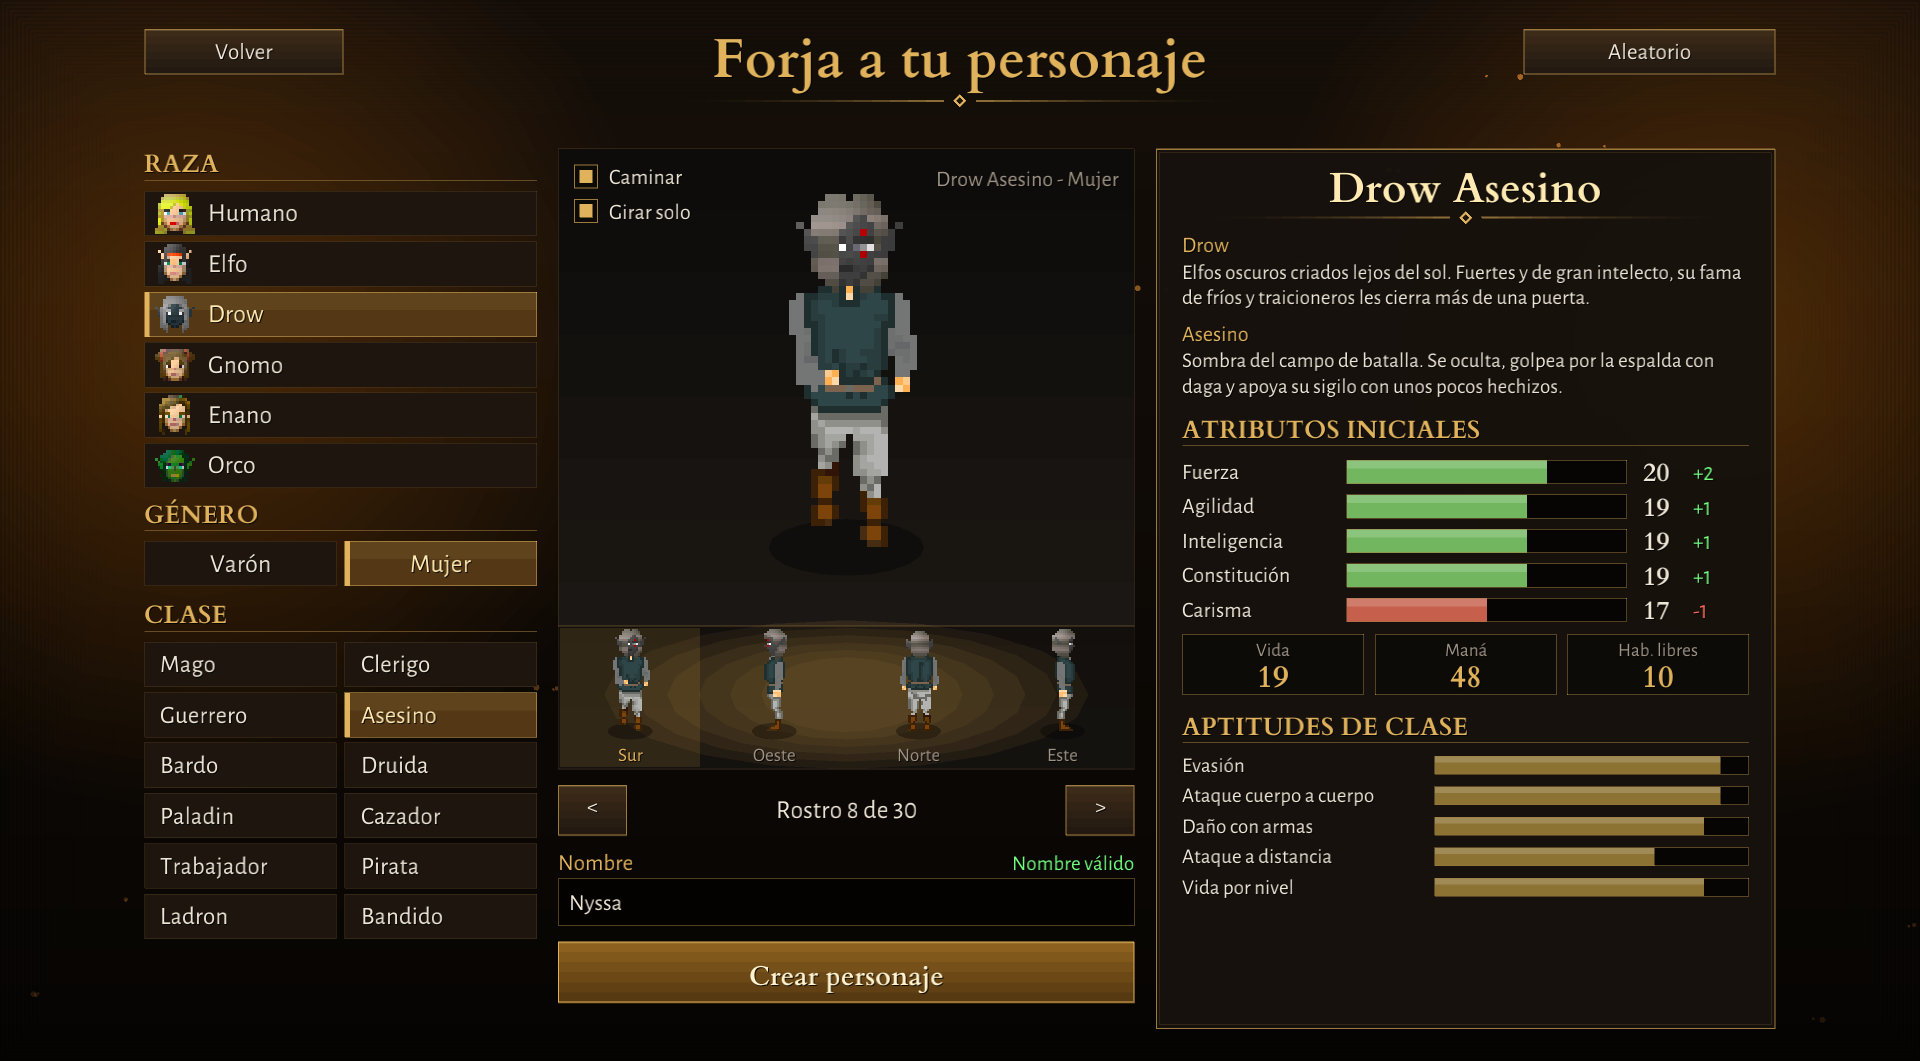 Volver
Forja a tu personaje
Aleatorio
RAZA
Humano
Elfo
Drow
Gnomo
Enano
Orco
GÉNERO
Varón
Mujer
CLASE
Mago
Clerigo
Guerrero
Asesino
Bardo
Druida
Paladin
Cazador
Trabajador
Pirata
Ladron
Bandido
Caminar
Girar solo
Drow Asesino - Mujer
Sur
Oeste
Norte
Este
<
Rostro 8 de 30
>
Nombre
Nombre válido
Nyssa
Crear personaje
Drow Asesino
Drow
Elfos oscuros criados lejos del sol. Fuertes y de gran intelecto, su fama
de fríos y traicioneros les cierra más de una puerta.
Asesino
Sombra del campo de batalla. Se oculta, golpea por la espalda con
daga y apoya su sigilo con unos pocos hechizos.
ATRIBUTOS INICIALES
Fuerza 20 +2
Agilidad 19 +1
Inteligencia 19 +1
Constitución 19 +1
Carisma 17 -1
Vida
19
Maná
48
Hab. libres
10
APTITUDES DE CLASE
Evasión
Ataque cuerpo a cuerpo
Daño con armas
Ataque a distancia
Vida por nivel